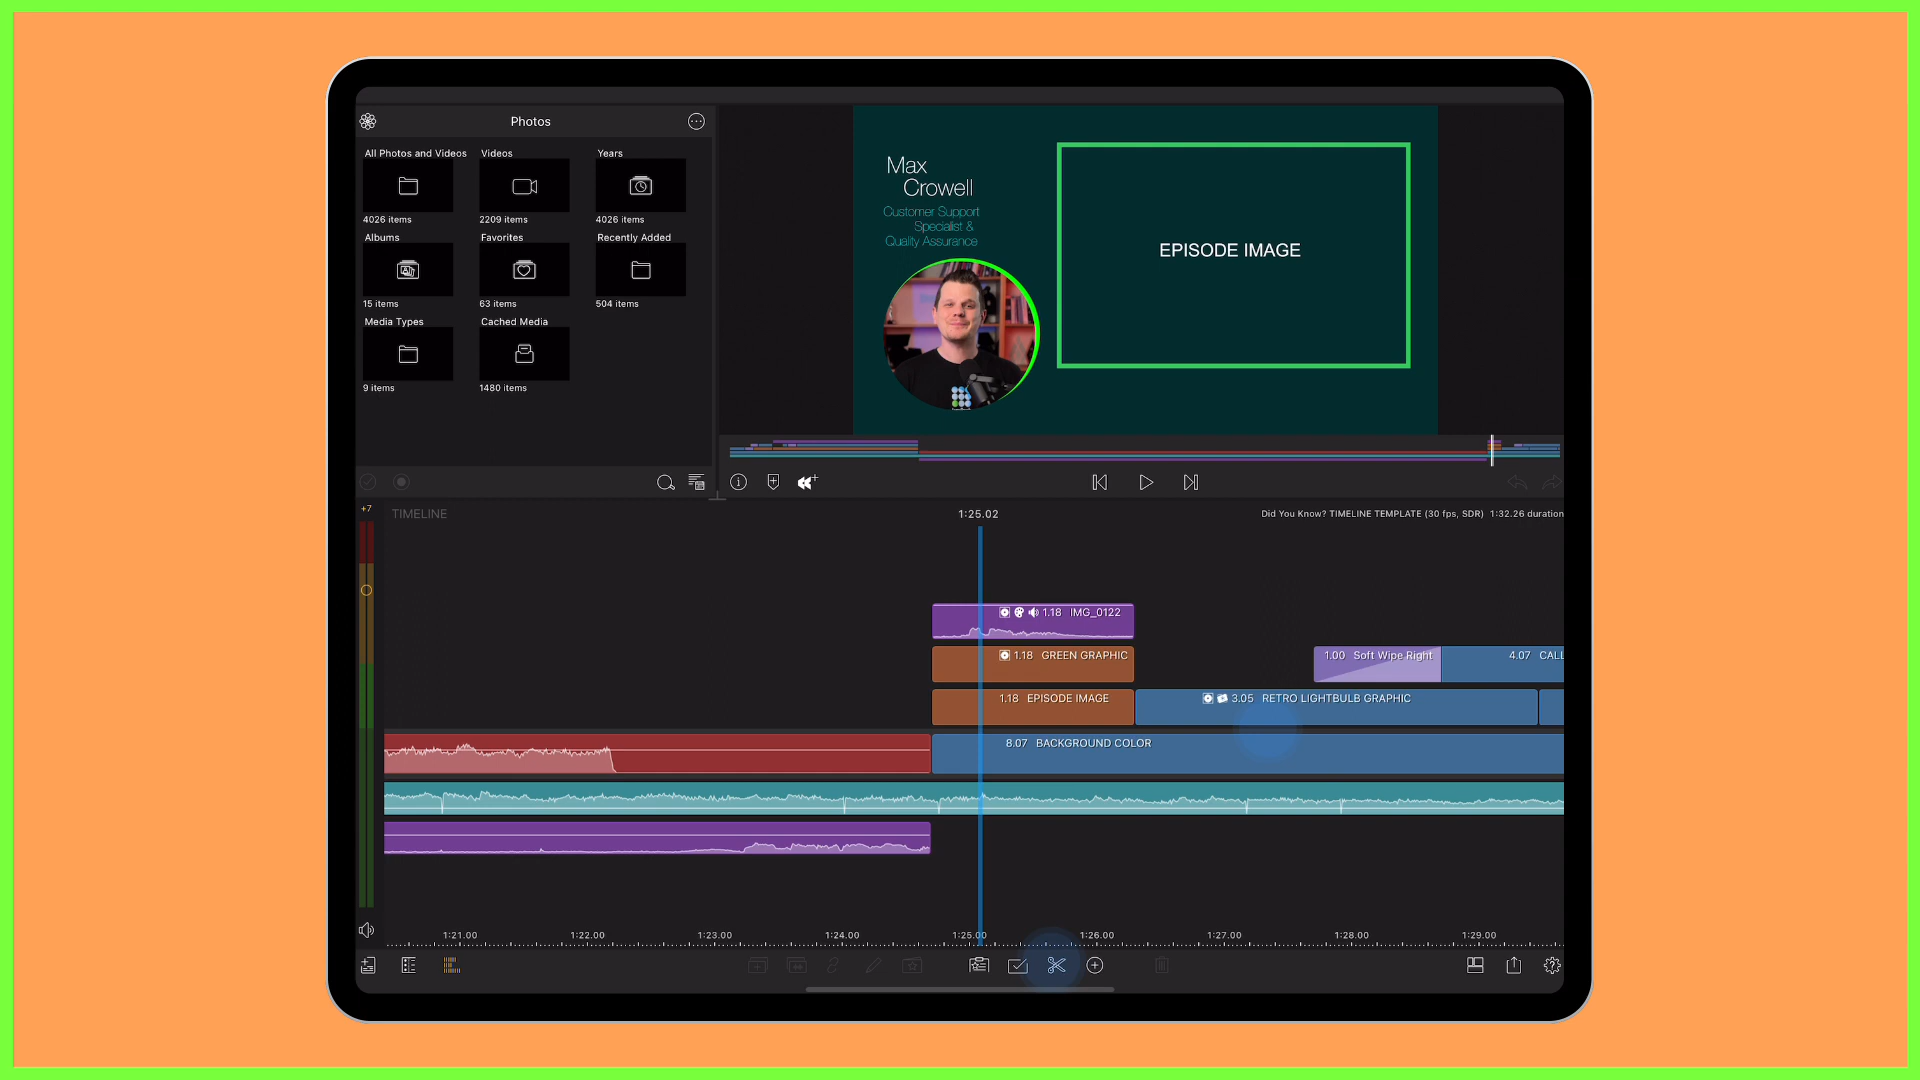 Photos
All Photos and Videos
Videos
Years
4026 items
2209 items
4026 items
Albums
Favorites
Recently Added
15 items
63 items
504 items
Media Types
Cached Media
9 items
1480 items
Max
Crowell
Customer Support
Specialist &
Quality Assurance
EPISODE IMAGE
+7
TIMELINE
1:25.02
Did You Know? TIMELINE TEMPLATE (30 fps, SDR) 1:32.26 duration
1.18 IMG_0122
1.18 GREEN GRAPHIC
1.00 Soft Wipe Right
4.07 CALL
1.18 EPISODE IMAGE
3.05 RETRO LIGHTBULB GRAPHIC
8.07 BACKGROUND COLOR
1:21.00 1:22.00 1:23.00 1:24.00 1:25.00 1:26.00 1:27.00 1:28.00 1:29.00